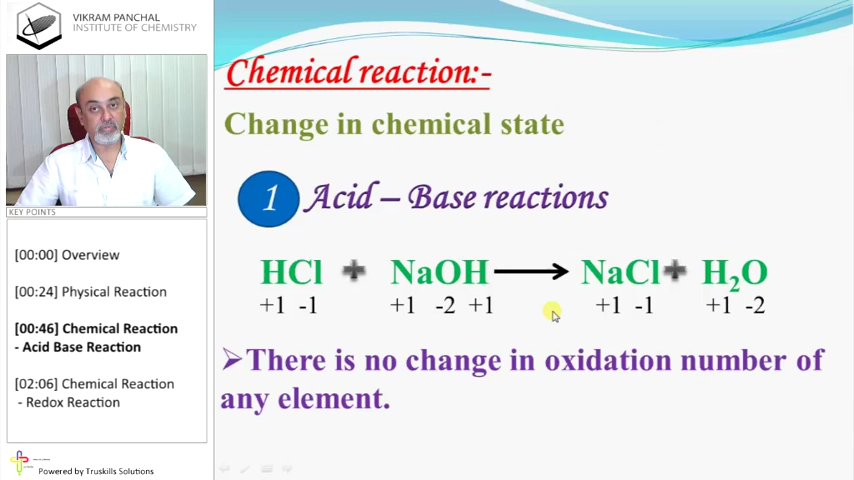 VIKRAM PANCHAL
INSTITUTE OF CHEMISTRY
KEY POINTS
[00:00] Overview
[00:24] Physical Reaction
[00:46] Chemical Reaction
- Acid Base Reaction
[02:06] Chemical Reaction
- Redox Reaction
Powered by Truskills Solutions
Chemical reaction:-
Change in chemical state
1 Acid – Base reactions
HCl + NaOH → NaCl + H₂O
+1 -1 +1 -2 +1 +1 -1 +1 -2
➢There is no change in oxidation number of
any element.